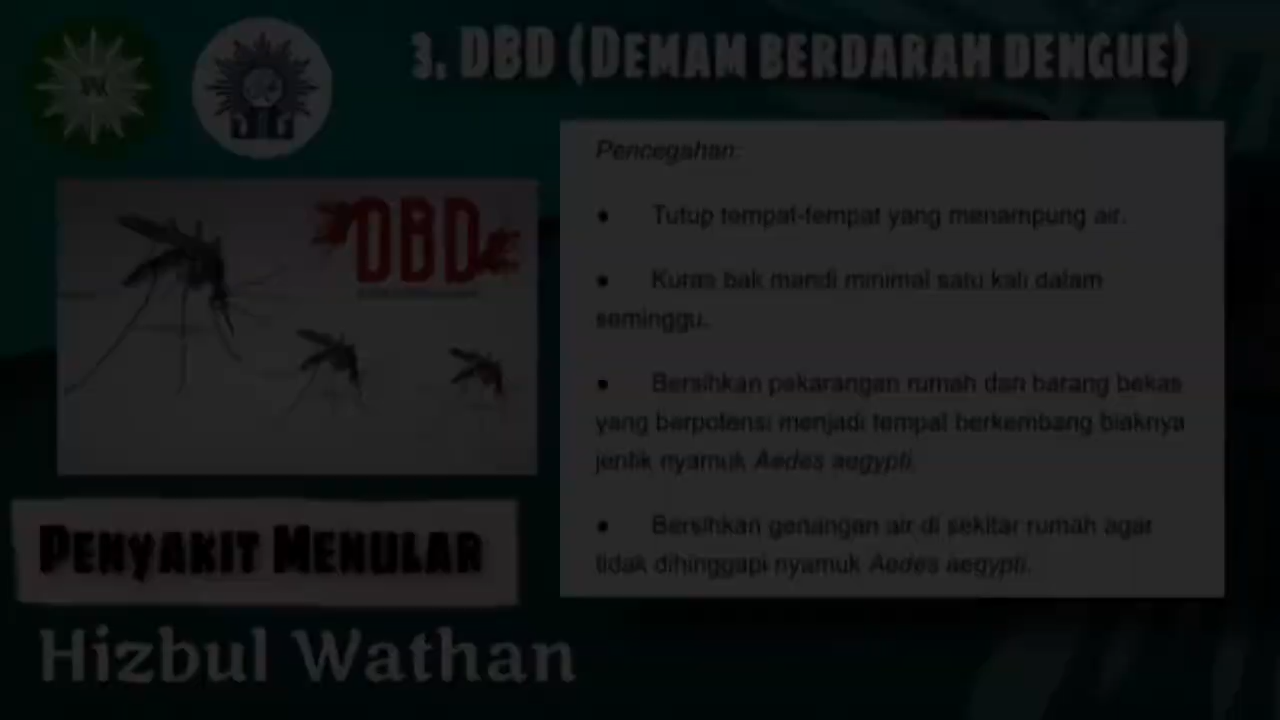 3. DBD (DEMAM BERDARAH DENGUE)
DBD
Pencegahan:
• Tutup tempat-tempat yang menampung air.
• Kuras bak mandi minimal satu kali dalam
seminggu.
• Bersihkan pekarangan rumah dan barang bekas
yang berpotensi menjadi tempat berkembang biaknya
jentik nyamuk Aedes aegypti.
• Bersihkan genangan air di sekitar rumah agar
tidak dihinggapi nyamuk Aedes aegypti.
PENYAKIT MENULAR
Hizbul Wathan